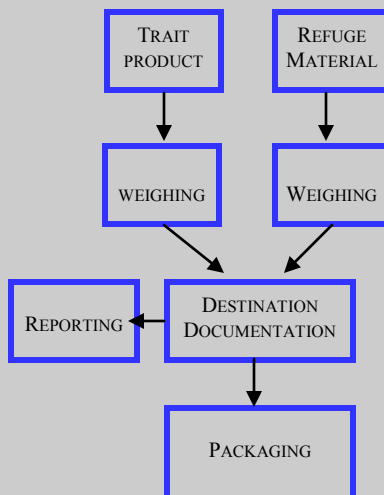 TRAIT
PRODUCT
REFUGE
MATERIAL
WEIGHING
WEIGHING
DESTINATION
DOCUMENTATION
REPORTING
PACKAGING